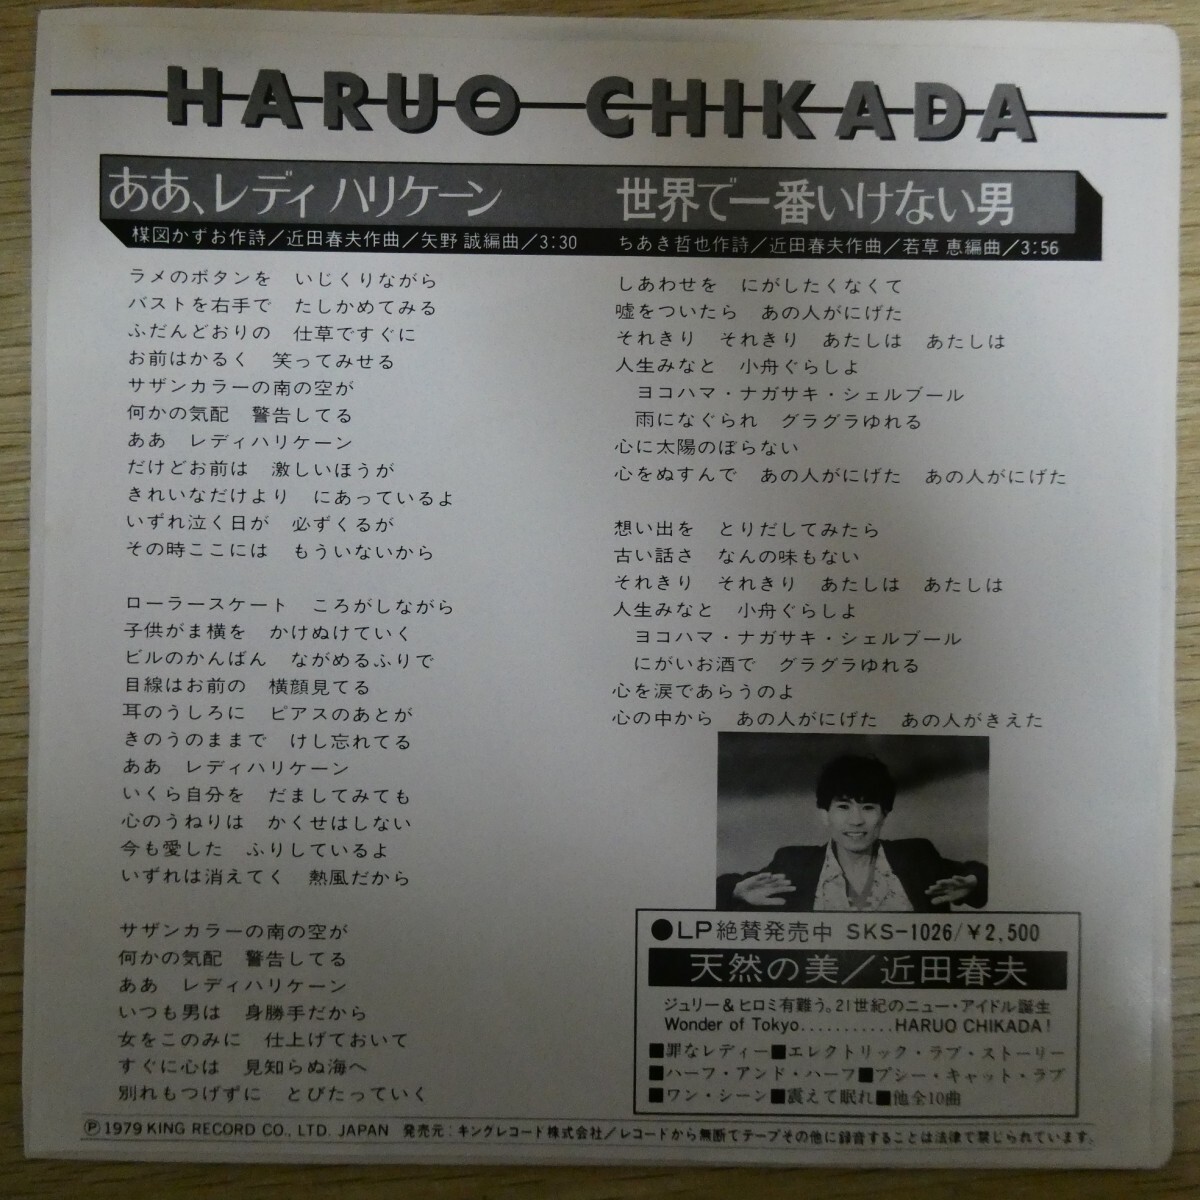 HARUO CHIKADA
ああ、レディ ハリケーン
楳図かずお作詩／近田春夫作曲／矢野 誠編曲／3:30
ラメのボタンを　いじくりながら
バストを右手で　たしかめてみる
ふだんどおりの　仕草ですぐに
お前はかるく　笑ってみせる
サザンカラーの南の空が
何かの気配　警告してる
ああ　レディハリケーン
だけどお前は　激しいほうが
きれいなだけより　にあっているよ
いずれ泣く日が　必ずくるが
その時ここには　もういないから
ローラースケート　ころがしながら
子供がま横を　かけぬけていく
ビルのかんばん　ながめるふりで
目線はお前の　横顔見てる
耳のうしろに　ピアスのあとが
きのうのままで　けし忘れてる
ああ　レディハリケーン
いくら自分を　だましてみても
心のうねりは　かくせはしない
今も愛した　ふりしているよ
いずれは消えてく　熱風だから
サザンカラーの南の空が
何かの気配　警告してる
ああ　レディハリケーン
いつも男は　身勝手だから
女をこのみに　仕上げておいて
すぐに心は　見知らぬ海へ
別れもつげずに　とびたっていく
世界で一番いけない男
ちあき哲也作詩／近田春夫作曲／若草 恵編曲／3:56
しあわせを　にがしたくなくて
嘘をついたら　あの人がにげた
それきり　それきり　あたしは　あたしは
人生みなと　小舟ぐらしよ
ヨコハマ・ナガサキ・シェルブール
雨になぐられ　グラグラゆれる
心に太陽のぼらない
心をぬすんで　あの人がにげた　あの人がにげた
想い出を　とりだしてみたら
古い話さ　なんの味もない
それきり　それきり　あたしは　あたしは
人生みなと　小舟ぐらしよ
ヨコハマ・ナガサキ・シェルブール
にがいお酒で　グラグラゆれる
心を涙であらうのよ
心の中から　あの人がにげた　あの人がきえた
●LP絶賛発売中 SKS-1026/¥2,500
天然の美／近田春夫
ジュリー＆ヒロミ有難う。21世紀のニュー・アイドル誕生
Wonder of Tokyo...........HARUO CHIKADA!
■罪なレディー■エレクトリック・ラブ・ストーリー
■ハーフ・アンド・ハーフ■プシー・キャット・ラブ
■ワン・シーン■震えて眠れ■他全10曲
Ⓟ 1979 KING RECORD CO., LTD. JAPAN　発売元：キングレコード株式会社／レコードから無断でテープその他に録音することは法律で禁じられています。